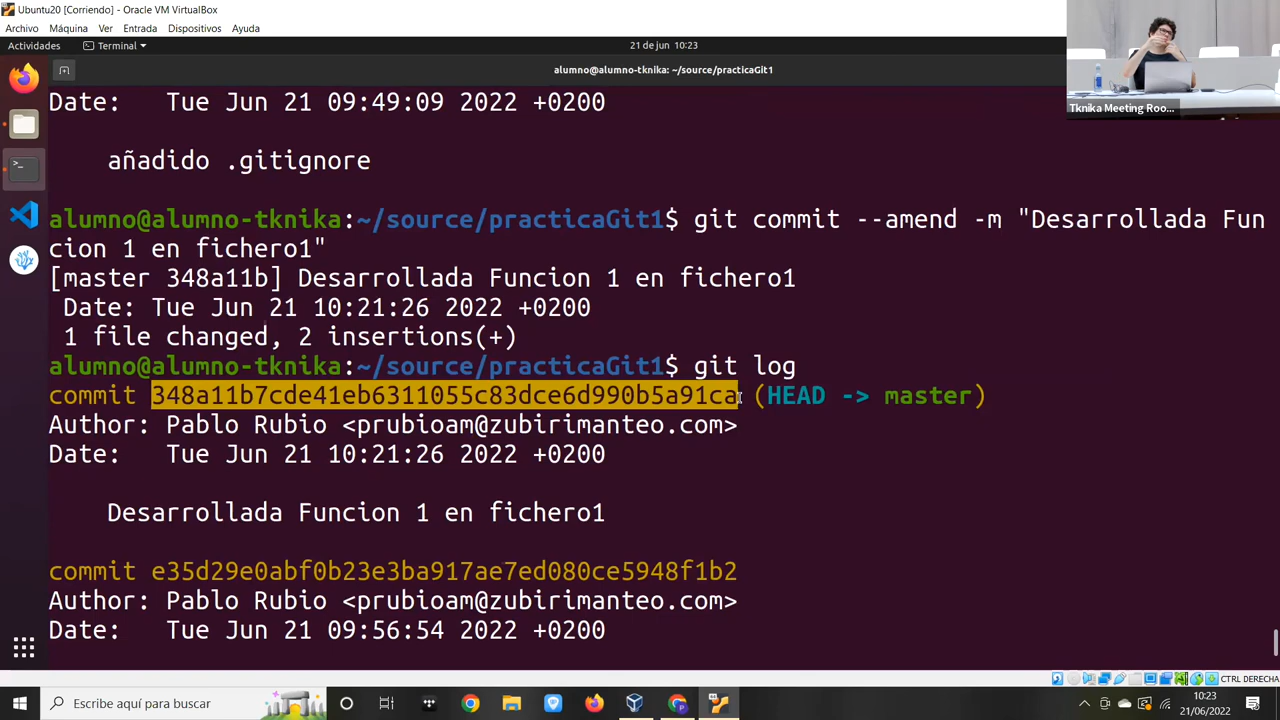 Ubuntu20 [Corriendo] - Oracle VM VirtualBox
Archivo Máquina Ver Entrada Dispositivos Ayuda
Actividades Terminal 21 de jun 10:23
alumno@alumno-tknika: ~/source/practicaGit1
Tknika Meeting Roo...
Date:   Tue Jun 21 09:49:09 2022 +0200
añadido .gitignore
alumno@alumno-tknika:~/source/practicaGit1$ git commit --amend -m "Desarrollada Fun
cion 1 en fichero1"
[master 348a11b] Desarrollada Funcion 1 en fichero1
Date: Tue Jun 21 10:21:26 2022 +0200
1 file changed, 2 insertions(+)
alumno@alumno-tknika:~/source/practicaGit1$ git log
commit 348a11b7cde41eb6311055c83dce6d990b5a91ca (HEAD -> master)
Author: Pablo Rubio <prubioam@zubirimanteo.com>
Date:   Tue Jun 21 10:21:26 2022 +0200
Desarrollada Funcion 1 en fichero1
commit e35d29e0abf0b23e3ba917ae7ed080ce5948f1b2
Author: Pablo Rubio <prubioam@zubirimanteo.com>
Date:   Tue Jun 21 09:56:54 2022 +0200
CTRL DERECHA
Escribe aquí para buscar
10:23
21/06/2022